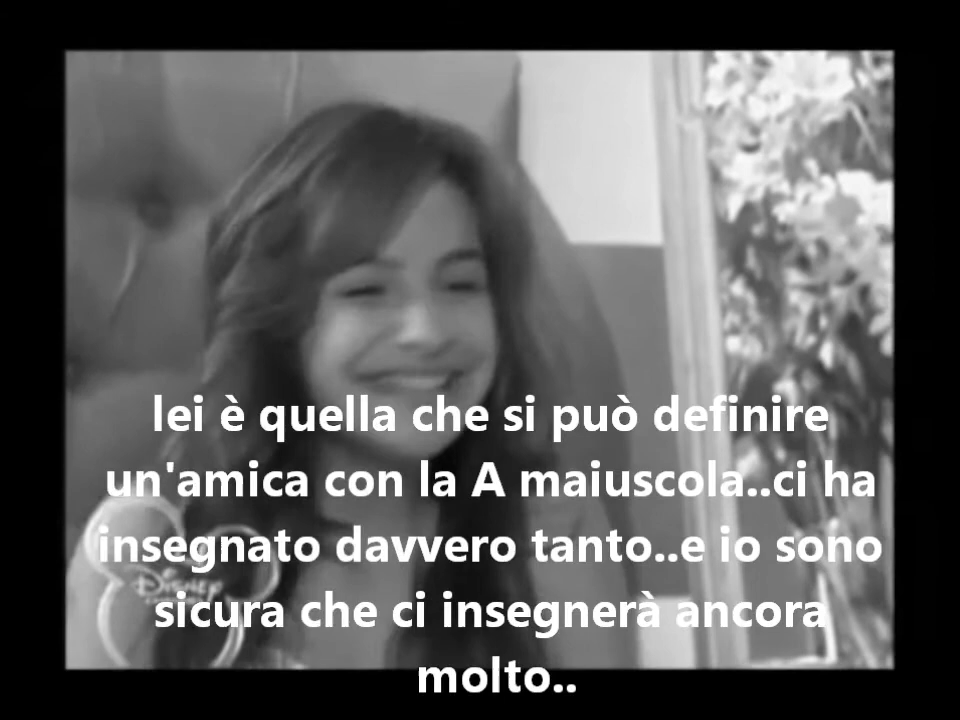 lei è quella che si può definire
un'amica con la A maiuscola..ci ha
insegnato davvero tanto..e io sono
sicura che ci insegnerà ancora
molto..
Disney